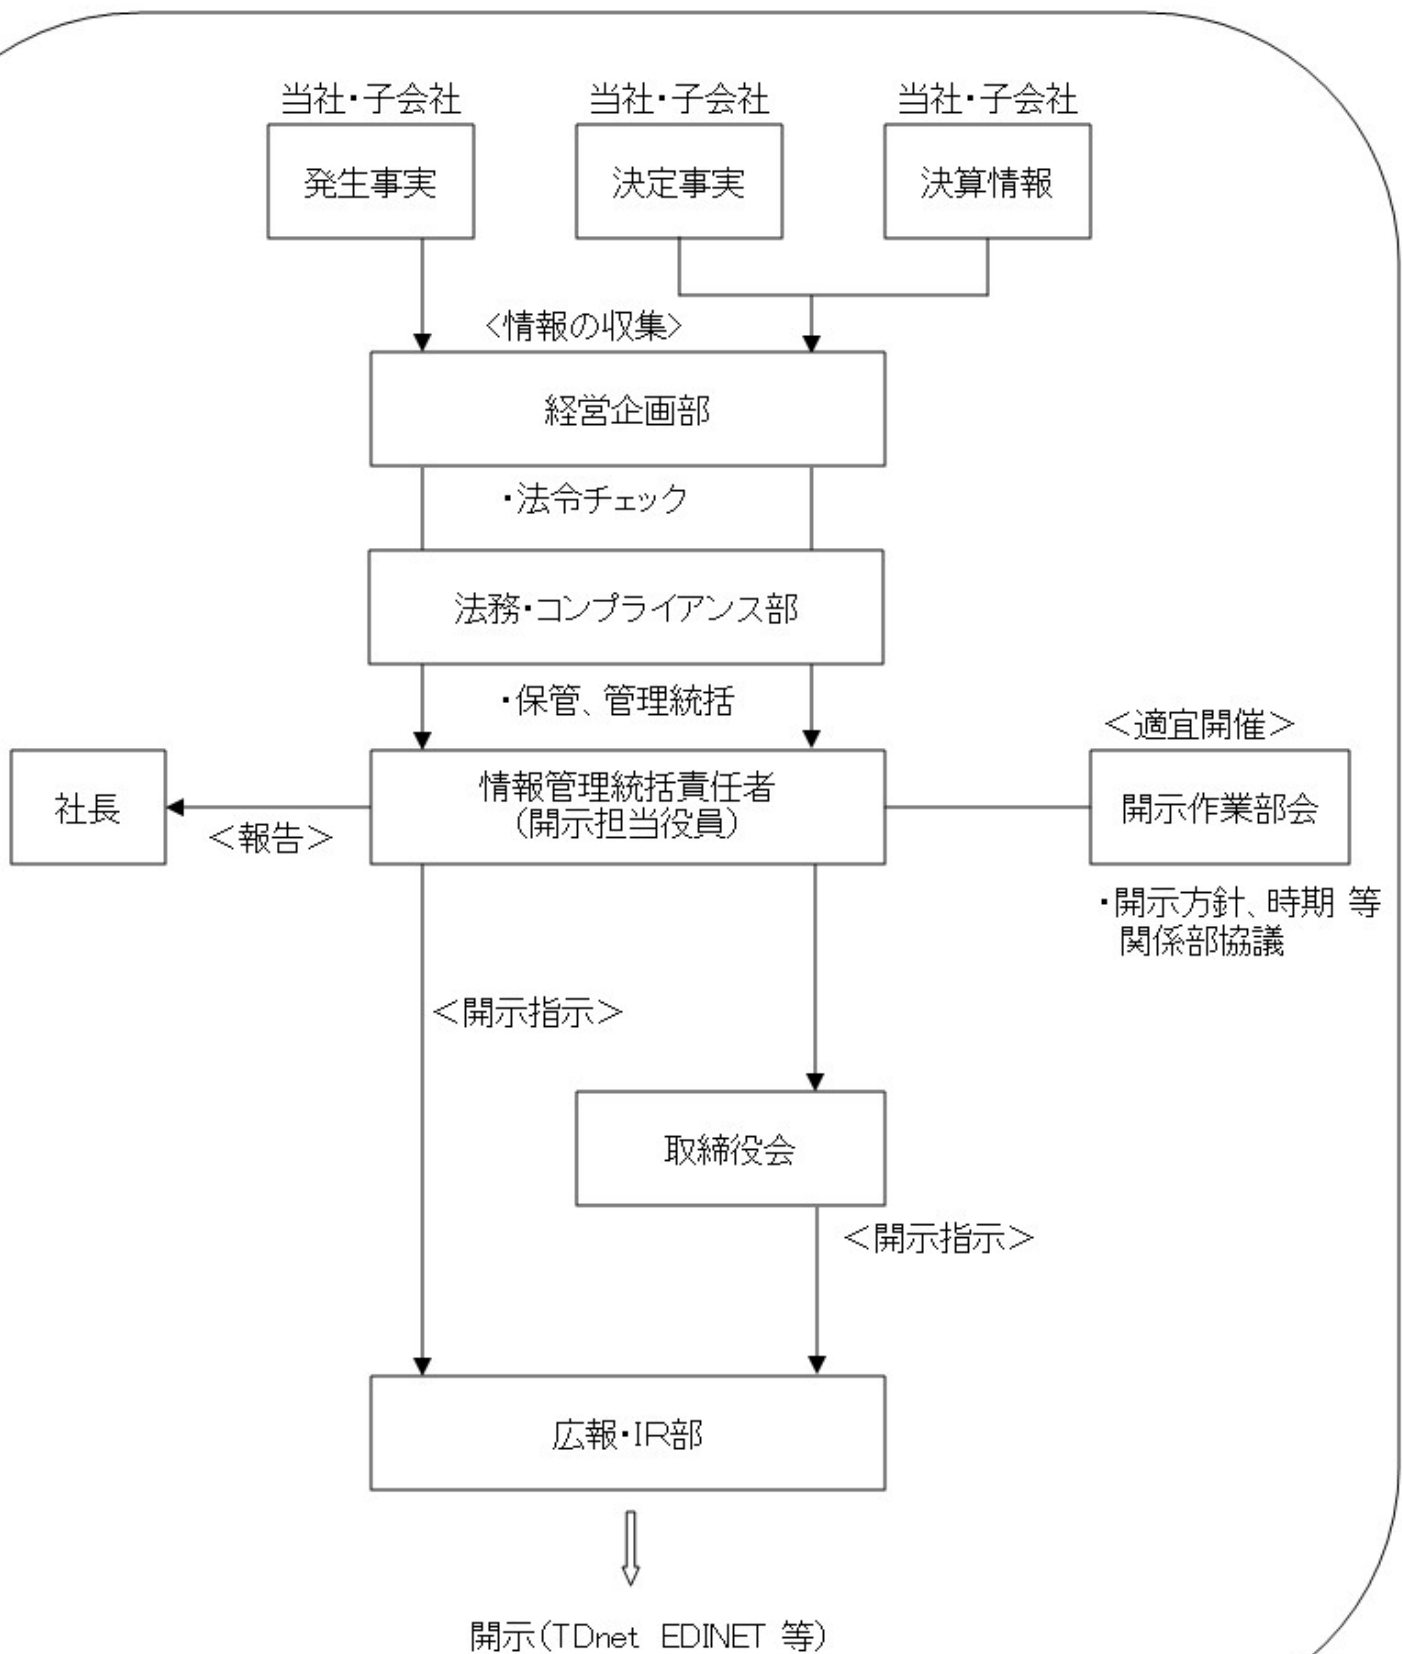 当社・子会社
当社・子会社
当社・子会社
発生事実
決定事実
決算情報
<情報の収集>
経営企画部
・法令チェック
法務・コンプライアンス部
・保管、管理統括
<適宜開催>
社長
情報管理統括責任者
(開示担当役員)
開示作業部会
<報告>
・開示方針、時期 等
関係部協議
<開示指示>
取締役会
<開示指示>
広報・IR部
開示(TDnet EDINET 等)